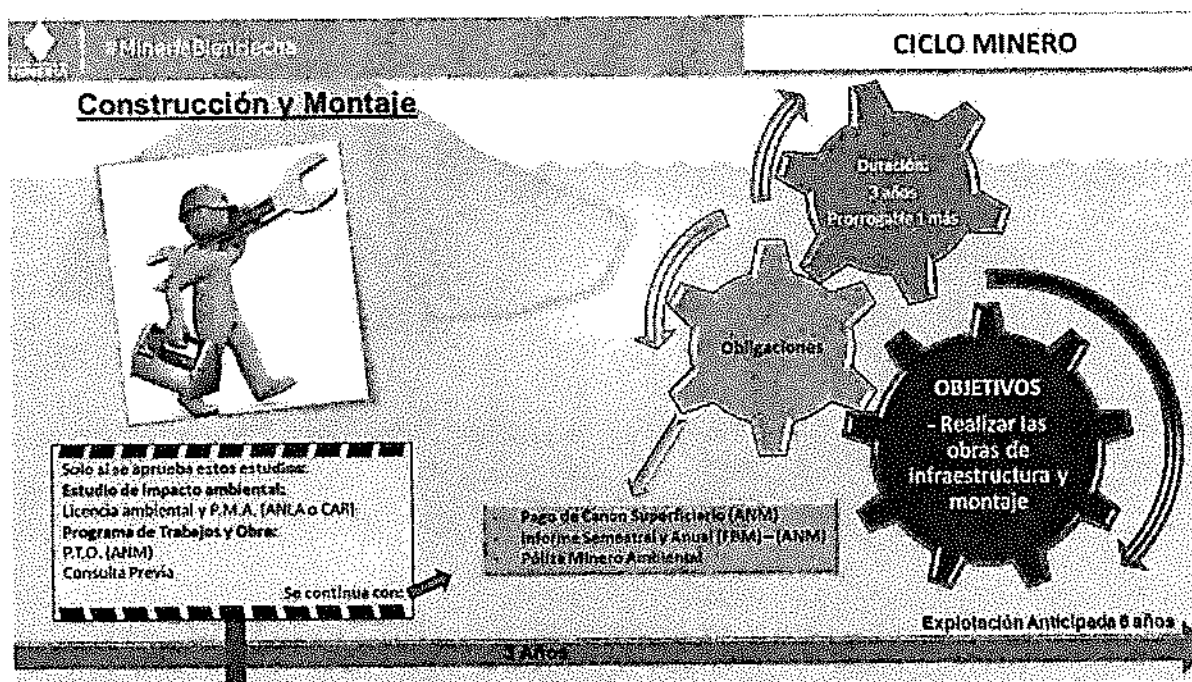 #MineríaBienHecha
CICLO MINERO
Construcción y Montaje
Duración:
3 años
Prorrogable 1 más
Obligaciones
OBJETIVOS
- Realizar las
obras de
infraestructura y
montaje
Solo si se aprueba estos estudios:
Estudio de Impacto ambiental:
Licencia ambiental y P.M.A. (ANLA o CAR)
Programa de Trabajos y Obra:
P.T.O. (ANM)
Consulta Previa
Se continua con:
- Pago de Canon Superficiario (ANM)
- Informe Semestral y Anual (FBM) – (ANM)
- Póliza Minero Ambiental
Explotación Anticipada 6 años
3 Años